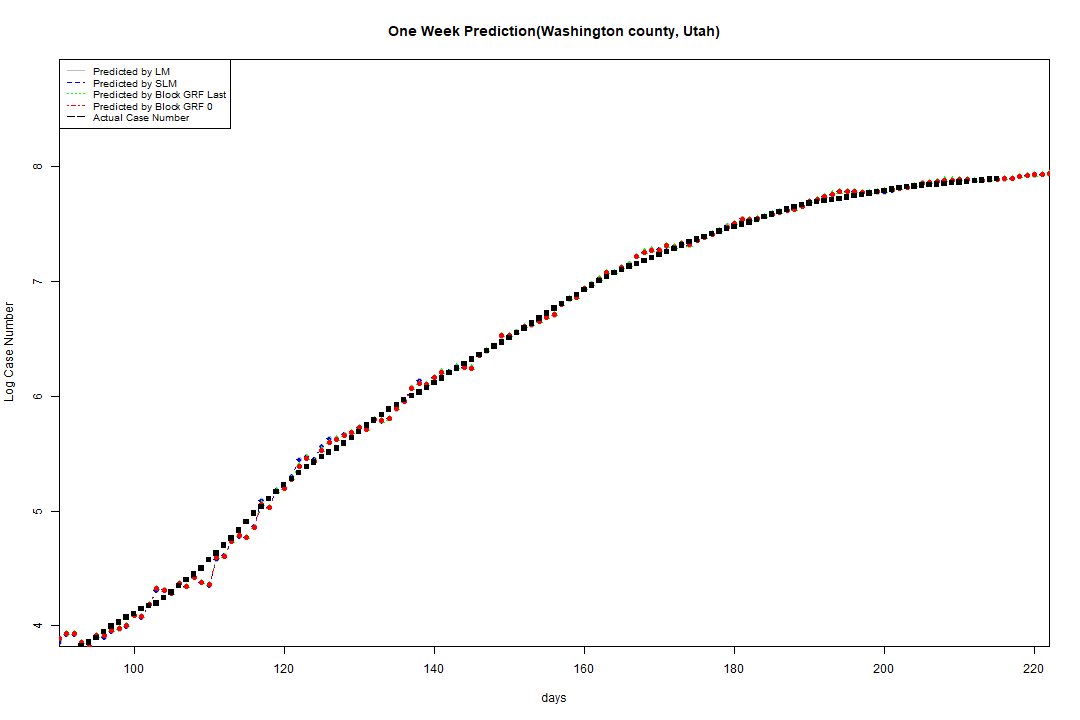 One Week Prediction(Washington county, Utah)
Predicted by LM
Predicted by SLM
Predicted by Block GRF Last
Predicted by Block GRF 0
Actual Case Number
8
7
6
5
4
Log Case Number
100 120 140 160 180 200 220
days